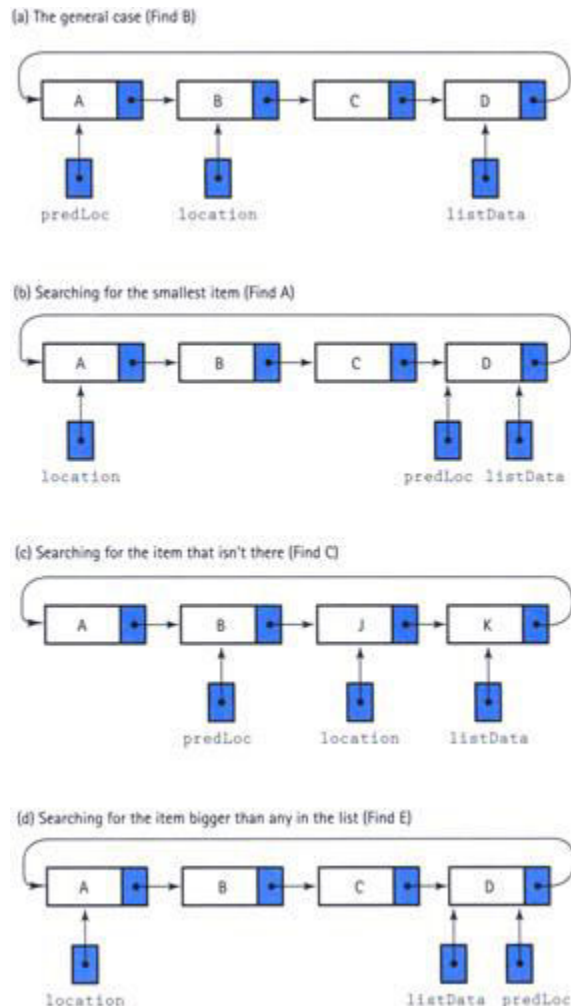 (a) The general case (Find B)
A B C D
predLoc location listData
(b) Searching for the smallest item (Find A)
A B C D
location predLoc listData
(c) Searching for the item that isn't there (Find C)
A B J K
predLoc location listData
(d) Searching for the item bigger than any in the list (Find E)
A B C D
location listData predLoc